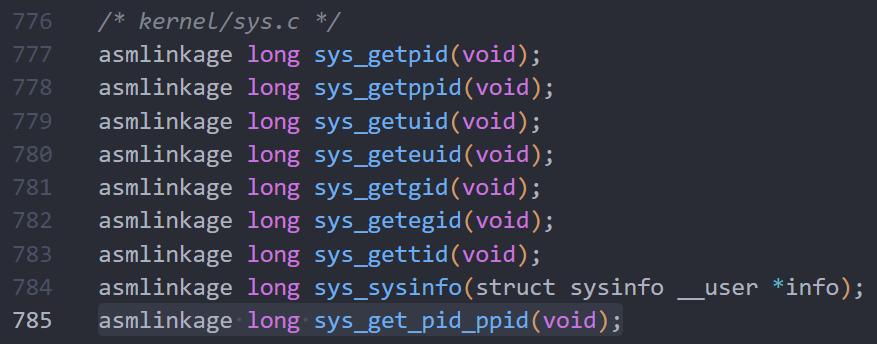 776 /* kernel/sys.c */
777 asmlinkage long sys_getpid(void);
778 asmlinkage long sys_getppid(void);
779 asmlinkage long sys_getuid(void);
780 asmlinkage long sys_geteuid(void);
781 asmlinkage long sys_getgid(void);
782 asmlinkage long sys_getegid(void);
783 asmlinkage long sys_gettid(void);
784 asmlinkage long sys_sysinfo(struct sysinfo __user *info);
785 asmlinkage long sys_get_pid_ppid(void);